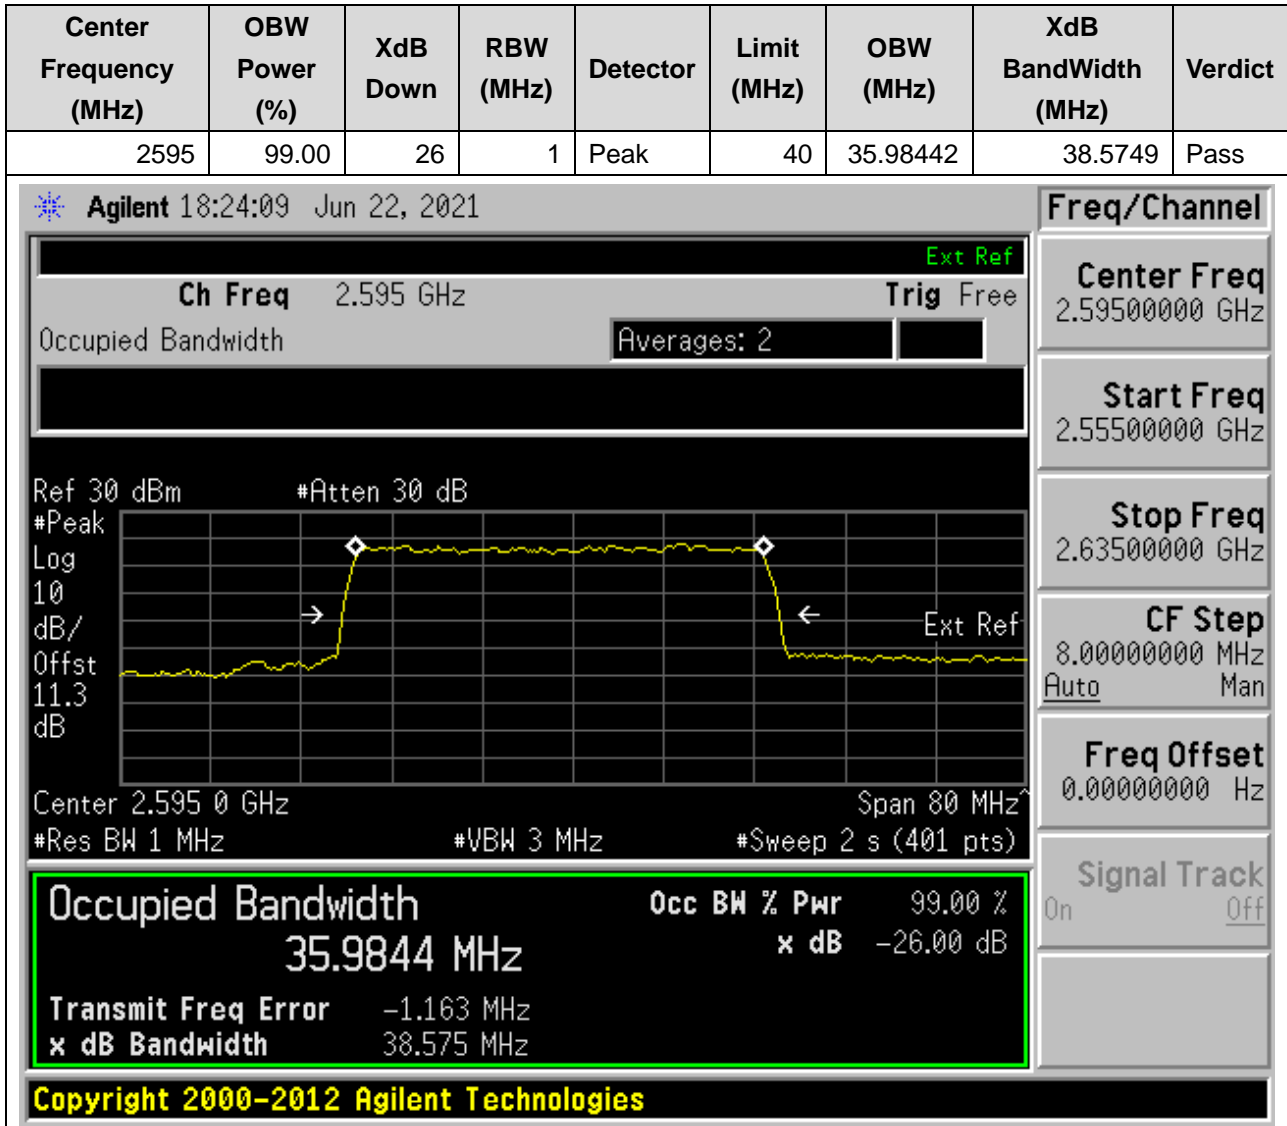 Center Frequency (MHz) OBW Power (%) XdB Down RBW (MHz) Detector Limit (MHz) OBW (MHz) XdB BandWidth (MHz) Verdict
2595 99.00 26 1 Peak 40 35.98442 38.5749 Pass
Agilent 18:24:09 Jun 22, 2021
Freq/Channel
Ext Ref
Ch Freq 2.595 GHz Trig Free
Occupied Bandwidth Averages: 2
Center Freq
2.59500000 GHz
Start Freq
2.55500000 GHz
Stop Freq
2.63500000 GHz
CF Step
8.00000000 MHz
Auto Man
Freq Offset
0.00000000 Hz
Signal Track
On Off
Ref 30 dBm #Atten 30 dB
#Peak
Log
10
dB/
Offst
11.3
dB
Ext Ref
Center 2.595 0 GHz Span 80 MHz^
#Res BW 1 MHz #VBW 3 MHz #Sweep 2 s (401 pts)
Occupied Bandwidth Occ BW % Pwr 99.00 %
35.9844 MHz x dB -26.00 dB
Transmit Freq Error -1.163 MHz
x dB Bandwidth 38.575 MHz
Copyright 2000-2012 Agilent Technologies